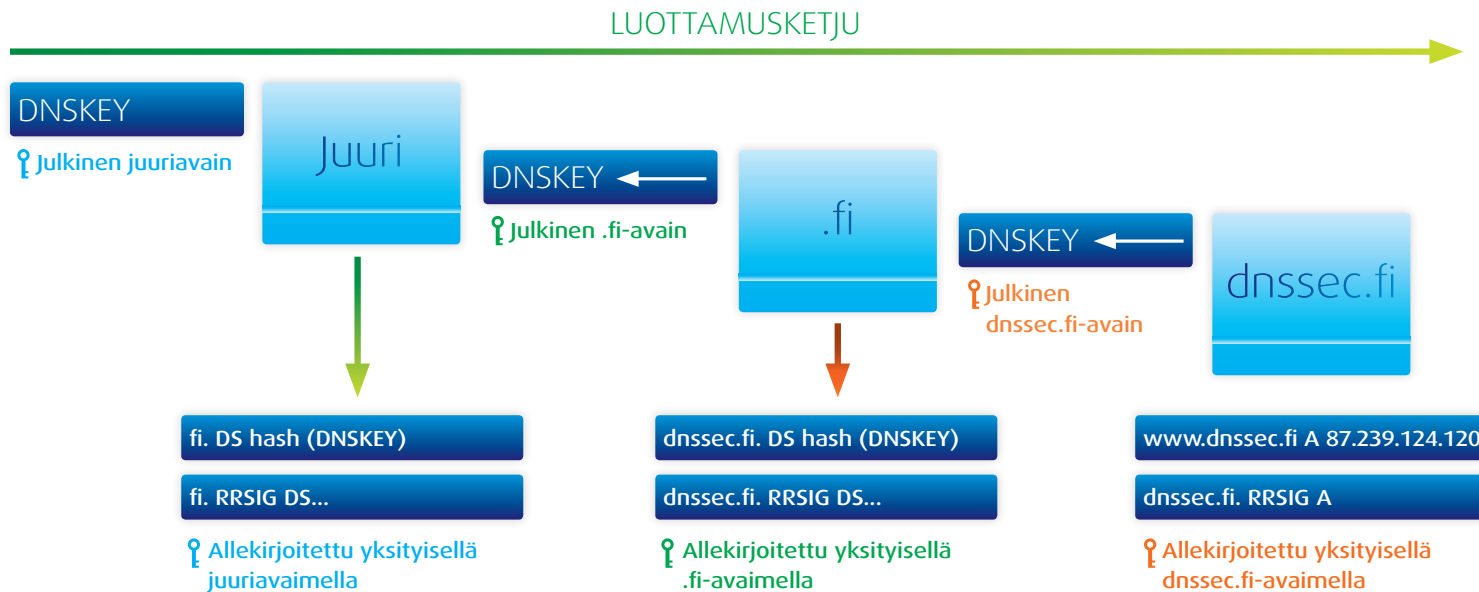 LUOTTAMUSKETJU
DNSKEY
Julkinen juuriavain
Juuri
DNSKEY
Julkinen .fi-avain
.fi
DNSKEY
Julkinen
dnssec.fi-avain
dnssec.fi
fi. DS hash (DNSKEY)
fi. RRSIG DS...
Allekirjoitettu yksityisellä
juuriavaimella
dnssec.fi. DS hash (DNSKEY)
dnssec.fi. RRSIG DS...
Allekirjoitettu yksityisellä
.fi-avaimella
www.dnssec.fi A 87.239.124.120
dnssec.fi. RRSIG A
Allekirjoitettu yksityisellä
dnssec.fi-avaimella